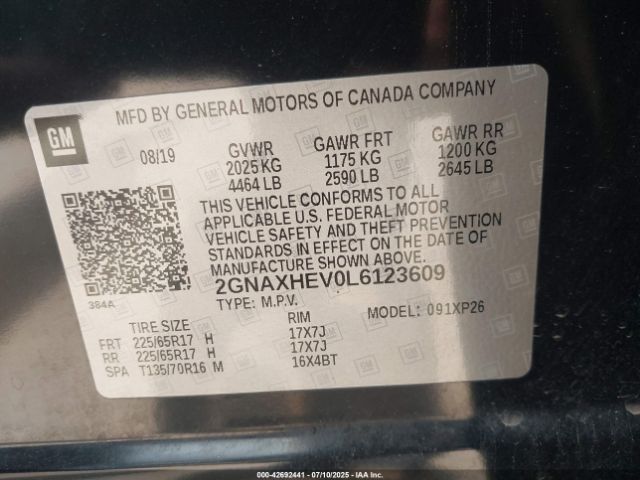 MFD BY GENERAL MOTORS OF CANADA COMPANY
GM
08/19
GVWR
2025 KG
4464 LB
GAWR FRT
1175 KG
2590 LB
GAWR RR
1200 KG
2645 LB
THIS VEHICLE CONFORMS TO ALL
APPLICABLE U.S. FEDERAL MOTOR
VEHICLE SAFETY AND THEFT PREVENTION
STANDARDS IN EFFECT ON THE DATE OF
MANUFACTURE SHOWN ABOVE.
2GNAXHEV0L6123609
384A
TYPE: M.P.V.
MODEL: 091XP26
TIRE SIZE RIM
FRT 225/65R17 H 17X7J
RR 225/65R17 H 17X7J
SPA T135/70R16 M 16X4BT
000-42692441 - 07/10/2025 - IAA Inc.